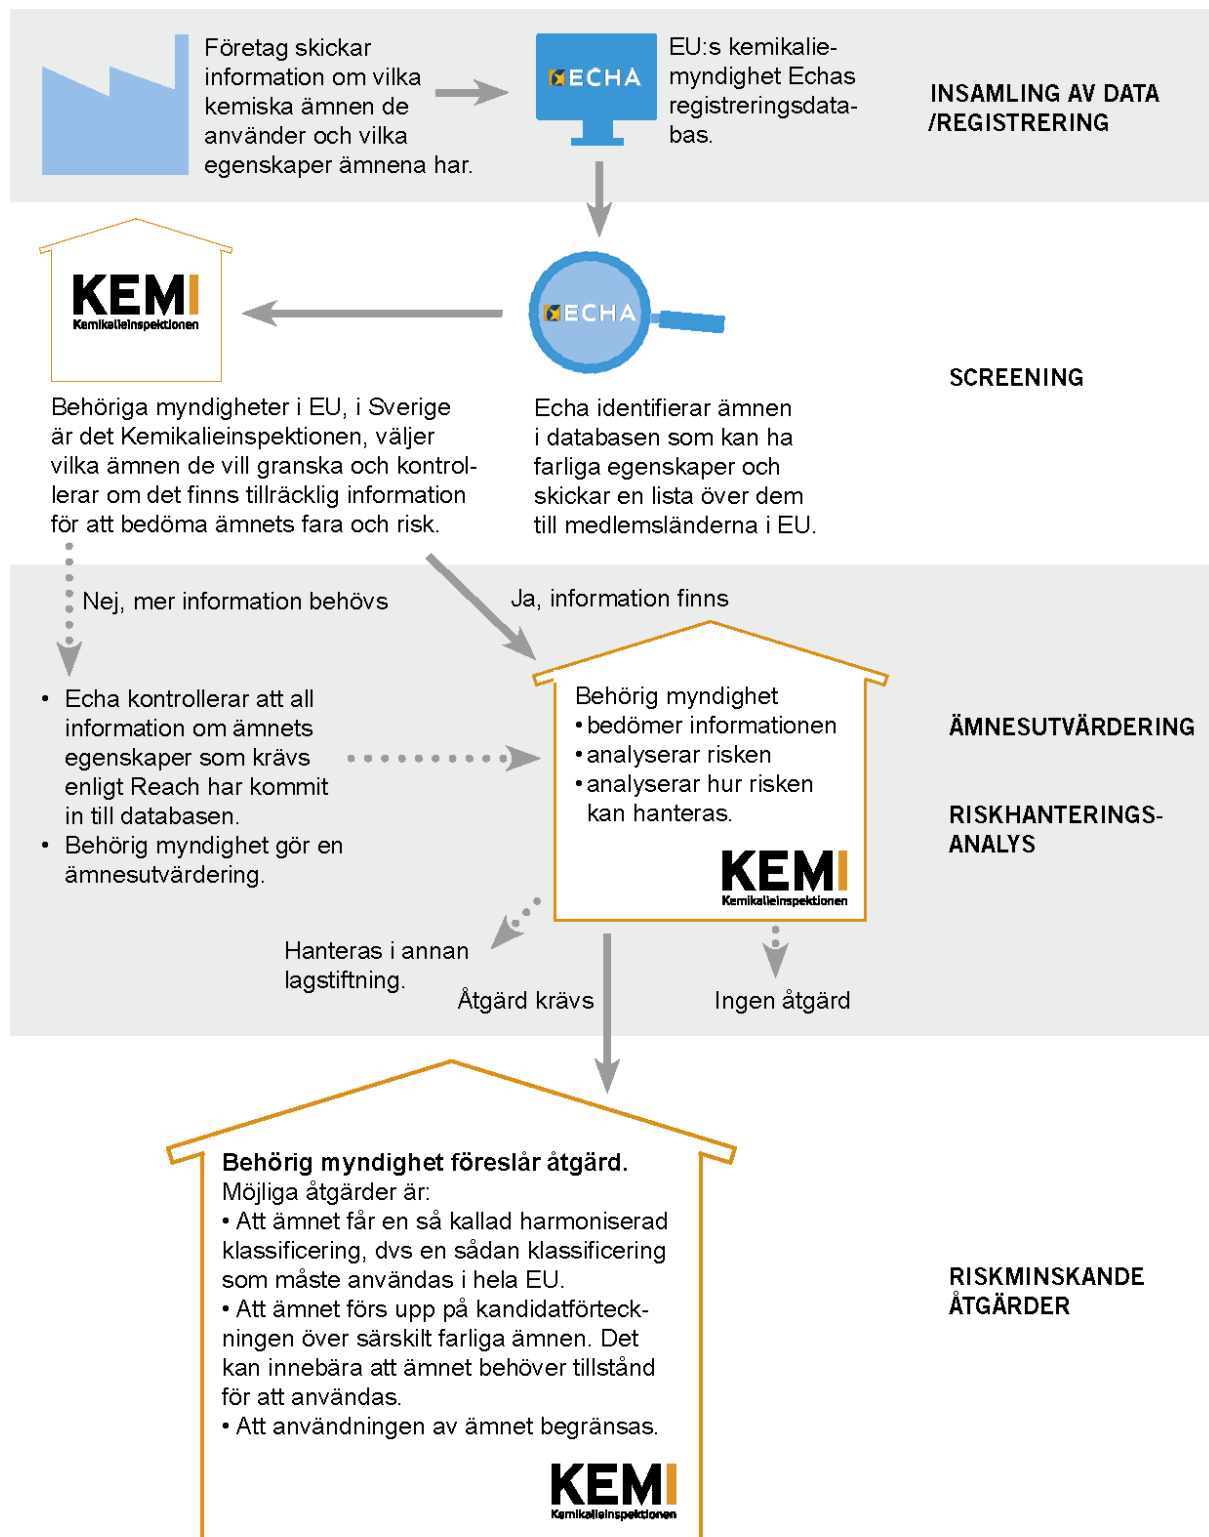 Företag skickar
information om vilka
kemiska ämnen de
använder och vilka
egenskaper ämnena har.
ECHA
EU:s kemikalie-
myndighet Echas
registreringsdata-
bas.
INSAMLING AV DATA
/REGISTRERING
KEMI
Kemikalieinspektionen
ECHA
Behöriga myndigheter i EU, i Sverige
är det Kemikalieinspektionen, väljer
vilka ämnen de vill granska och kontrol-
lerar om det finns tillräcklig information
för att bedöma ämnets fara och risk.
Echa identifierar ämnen
i databasen som kan ha
farliga egenskaper och
skickar en lista över dem
till medlemsländerna i EU.
SCREENING
Nej, mer information behövs
Ja, information finns
• Echa kontrollerar att all
information om ämnets
egenskaper som krävs
enligt Reach har kommit
in till databasen.
• Behörig myndighet gör en
ämnesutvärdering.
Behörig myndighet
• bedömer informationen
• analyserar risken
• analyserar hur risken
kan hanteras.
KEMI
Kemikalieinspektionen
ÄMNESUTVÄRDERING
RISKHANTERINGS-
ANALYS
Hanteras i annan
lagstiftning.
Åtgärd krävs
Ingen åtgärd
Behörig myndighet föreslår åtgärd.
Möjliga åtgärder är:
• Att ämnet får en så kallad harmoniserad
klassificering, dvs en sådan klassificering
som måste användas i hela EU.
• Att ämnet förs upp på kandidatförteck-
ningen över särskilt farliga ämnen. Det
kan innebära att ämnet behöver tillstånd
för att användas.
• Att användningen av ämnet begränsas.
KEMI
Kemikalieinspektionen
RISKMINSKANDE
ÅTGÄRDER